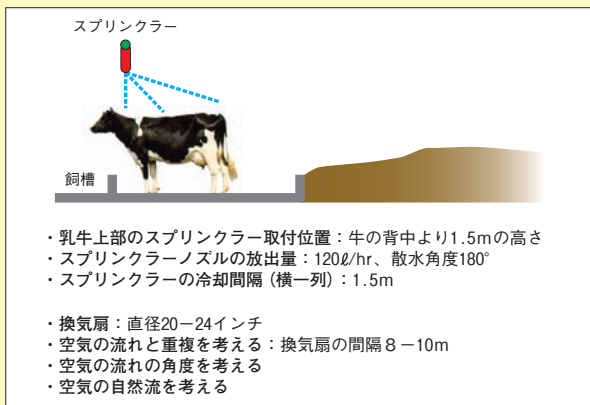 スプリンクラー
飼槽
・乳牛上部のスプリンクラー取付位置：牛の背中より1.5mの高さ
・スプリンクラーノズルの放出量：120ℓ/hr、散水角度180°
・スプリンクラーの冷却間隔（横一列）：1.5m
・換気扇：直径20−24インチ
・空気の流れと重複を考える：換気扇の間隔８−10m
・空気の流れの角度を考える
・空気の自然流を考える